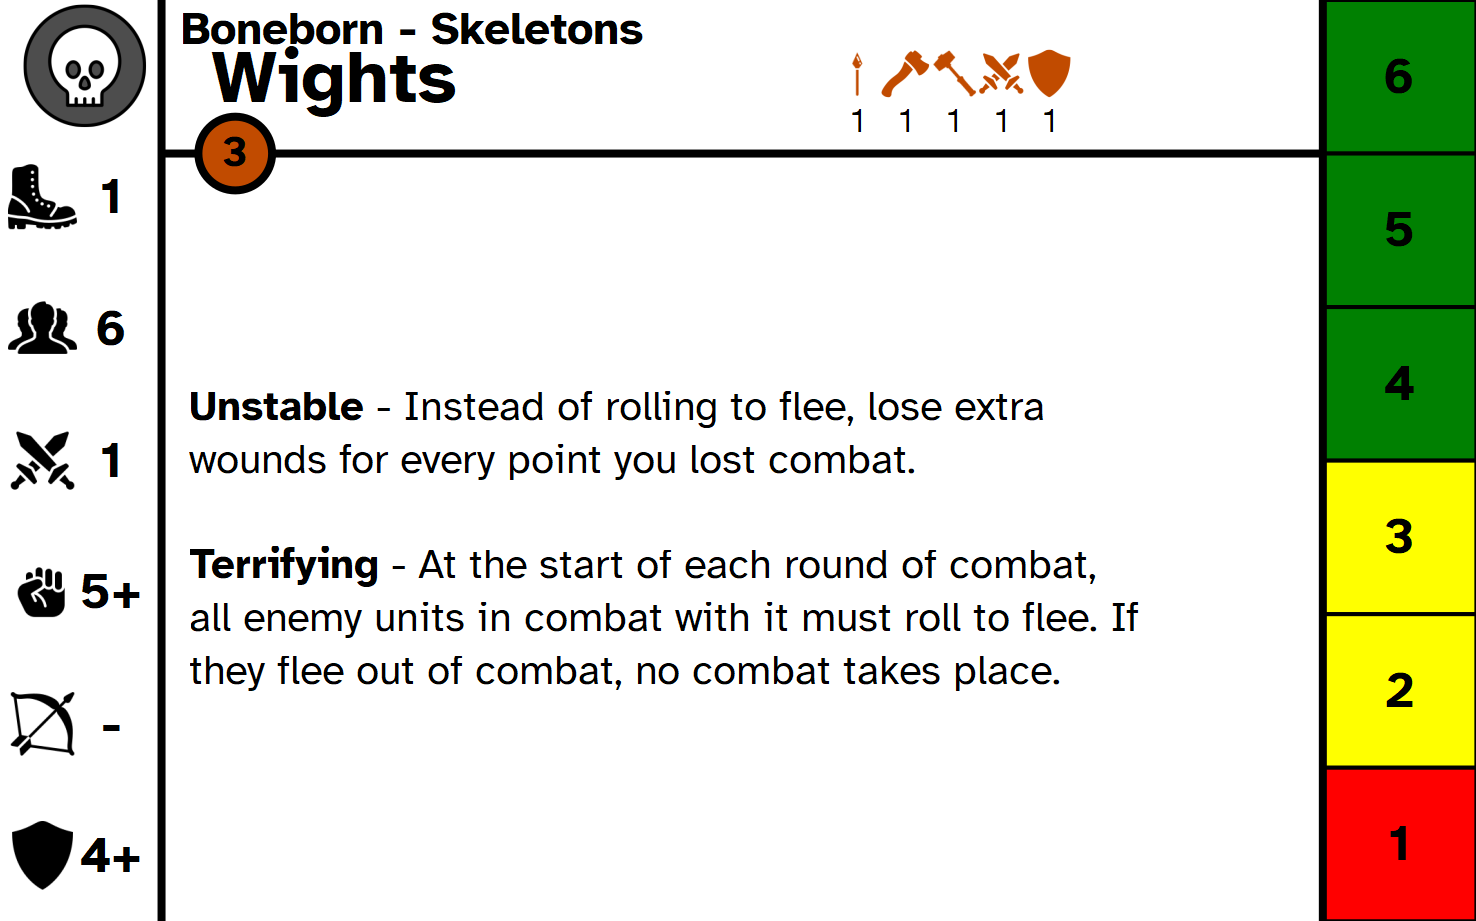 Boneborn - Skeletons
Wights
1 1 1 1 1
3
1
6
1
5+
-
4+
Unstable - Instead of rolling to flee, lose extra
wounds for every point you lost combat.
Terrifying - At the start of each round of combat,
all enemy units in combat with it must roll to flee. If
they flee out of combat, no combat takes place.
6
5
4
3
2
1